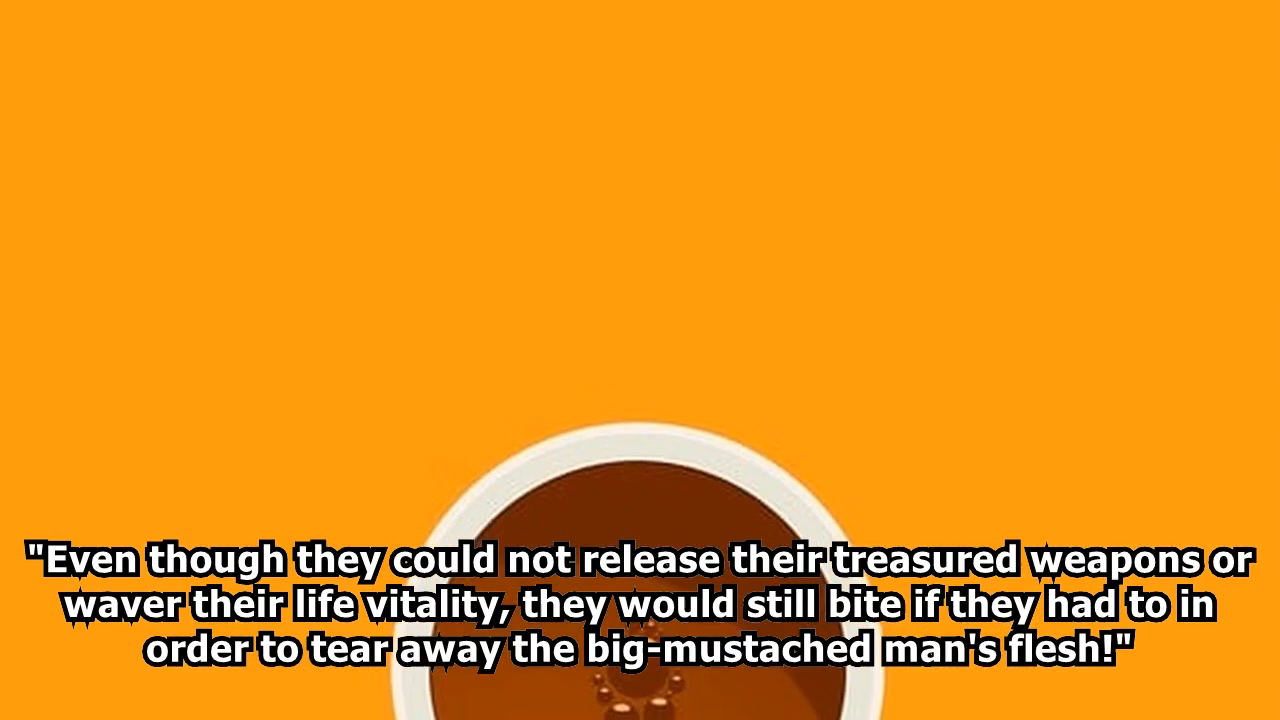 "Even though they could not release their treasured weapons or
waver their life vitality, they would still bite if they had to in
order to tear away the big-mustached man's flesh!"